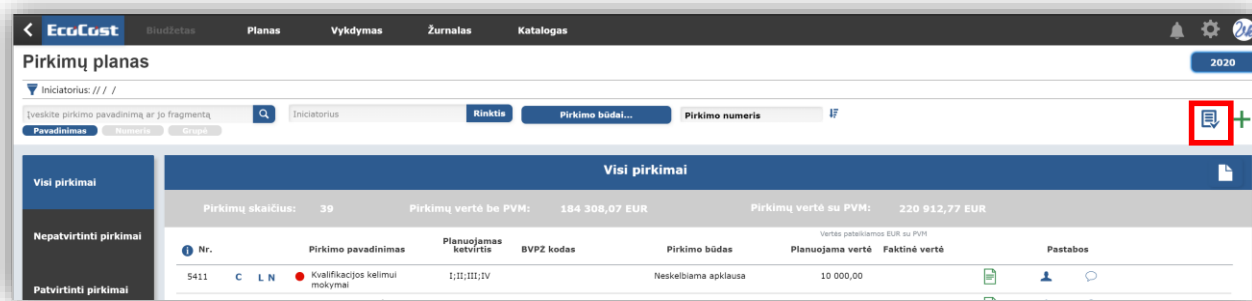 EcoCost Biudžetas Planas Vykdymas Žurnalas Katalogas
Pirkimų planas 2020
Iniciatorius: // / /
Įveskite pirkimo pavadinimą ar jo fragmentą Iniciatorius Rinktis Pirkimo būdai... Pirkimo numeris
Pavadinimas Numeris Grupė
Visi pirkimai
Visi pirkimai
Pirkimų skaičius: 39 Pirkimų vertė be PVM: 184 308,07 EUR Pirkimų vertė su PVM: 220 912,77 EUR
Nepatvirtinti pirkimai
Vertės pateikiamos EUR su PVM
Nr. Pirkimo pavadinimas Planuojamas ketvirtis BVPŽ kodas Pirkimo būdas Planuojama vertė Faktinė vertė Pastabos
5411 C L N Kvalifikacijos kelimui mokymai I;II;III;IV Neskelbiama apklausa 10 000,00
Patvirtinti pirkimai